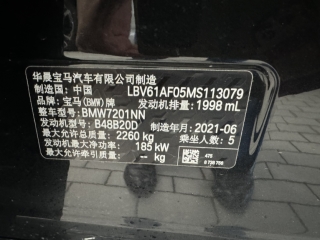 华晨宝马汽车有限公司制造
制造国：中国 LBV61AF05MS113079
品牌：宝马(BMW)牌 发动机排量：1998 mL
整车型号：BMW7201NN
发动机型号：B48B20D 制造年月：2021-06
最大允许总质量：2260 kg 乘坐人数：5
发动机最大净功率：185 kW
最大允许牵引质量：-- kg